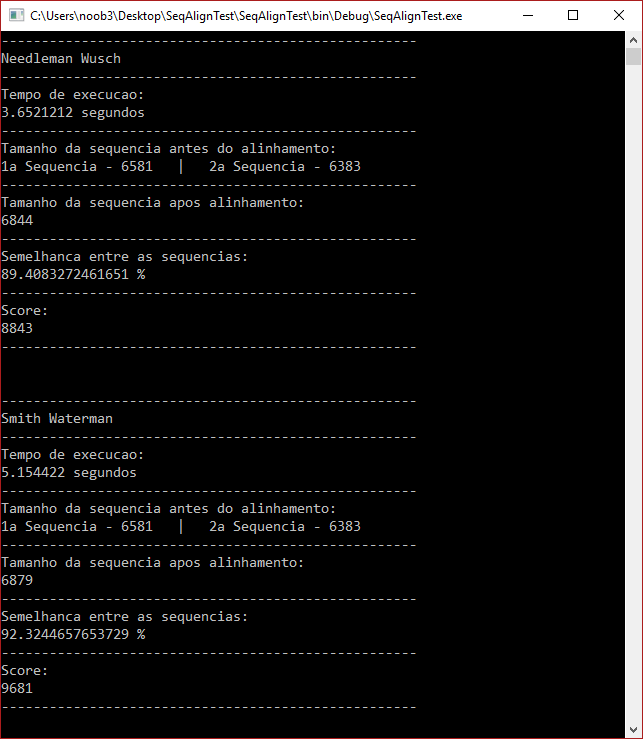 C:\Users\noob3\Desktop\SeqAlignTest\SeqAlignTest\bin\Debug\SeqAlignTest.exe
----------------------------------------------------
Needleman Wusch
----------------------------------------------------
Tempo de execucao:
3.6521212 segundos
----------------------------------------------------
Tamanho da sequencia antes do alinhamento:
1a Sequencia - 6581   |   2a Sequencia - 6383
----------------------------------------------------
Tamanho da sequencia apos alinhamento:
6844
----------------------------------------------------
Semelhanca entre as sequencias:
89.4083272461651 %
----------------------------------------------------
Score:
8843
----------------------------------------------------
----------------------------------------------------
Smith Waterman
----------------------------------------------------
Tempo de execucao:
5.154422 segundos
----------------------------------------------------
Tamanho da sequencia antes do alinhamento:
1a Sequencia - 6581   |   2a Sequencia - 6383
----------------------------------------------------
Tamanho da sequencia apos alinhamento:
6879
----------------------------------------------------
Semelhanca entre as sequencias:
92.3244657653729 %
----------------------------------------------------
Score:
9681
----------------------------------------------------